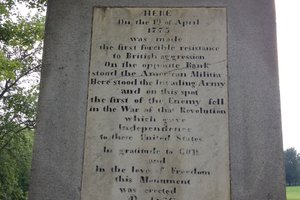 HERE
On the 19 of April
1775
was made
the first forcible resistance
to British aggression
On the opposite Bank
stood the American Militia
Here stood the Invading Army
and on this spot
the first of the Enemy fell
in the War of that Revolution
which gave
Independence
to these United States
In gratitude to GOD
and
In the love of Freedom
this Monument
was erected